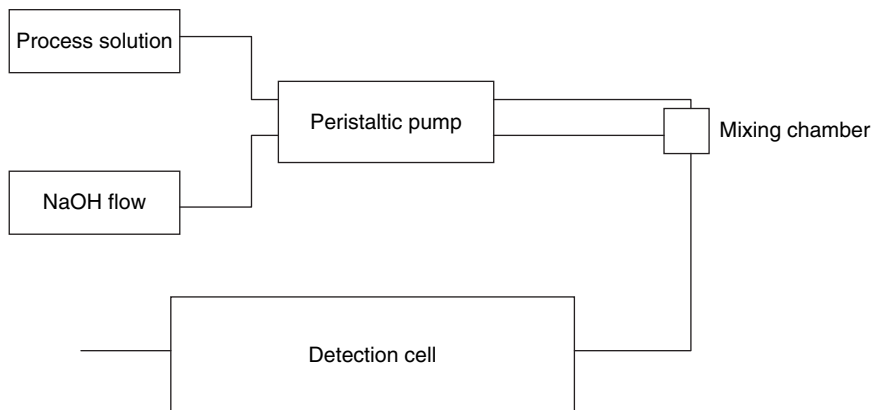 Process solution
Peristaltic pump
Mixing chamber
NaOH flow
Detection cell